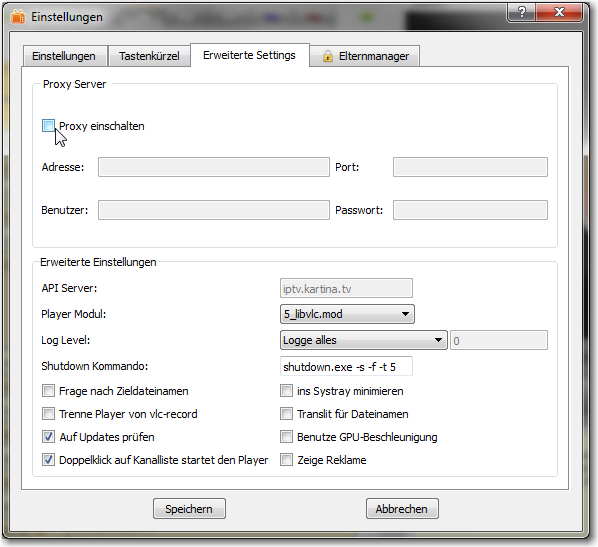 Einstellungen
?
Einstellungen Tastenkürzel Erweiterte Settings Elternmanager
Proxy Server
Proxy einschalten
Adresse: Port:
Benutzer: Passwort:
Erweiterte Einstellungen
API Server: iptv.kartina.tv
Player Modul: 5_libvlc.mod
Log Level: Logge alles 0
Shutdown Kommando: shutdown.exe -s -f -t 5
Frage nach Zieldateinamen ins Systray minimieren
Trenne Player von vlc-record Translit für Dateinamen
Auf Updates prüfen Benutze GPU-Beschleunigung
Doppelklick auf Kanalliste startet den Player Zeige Reklame
Speichern Abbrechen